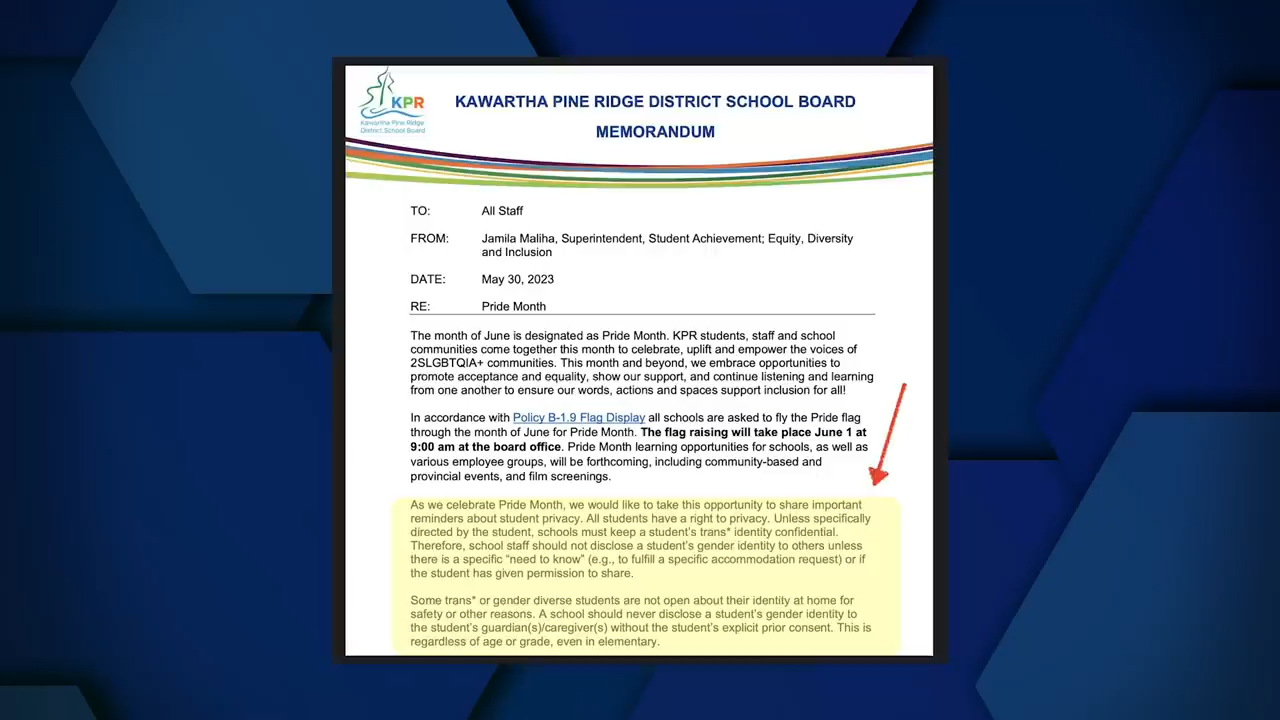 KPR
Kawartha Pine Ridge
District School Board
KAWARTHA PINE RIDGE DISTRICT SCHOOL BOARD
MEMORANDUM
TO: All Staff
FROM: Jamila Maliha, Superintendent, Student Achievement; Equity, Diversity
and Inclusion
DATE: May 30, 2023
RE: Pride Month
The month of June is designated as Pride Month. KPR students, staff and school
communities come together this month to celebrate, uplift and empower the voices of
2SLGBTQIA+ communities. This month and beyond, we embrace opportunities to
promote acceptance and equality, show our support, and continue listening and learning
from one another to ensure our words, actions and spaces support inclusion for all!
In accordance with Policy B-1.9 Flag Display all schools are asked to fly the Pride flag
through the month of June for Pride Month. The flag raising will take place June 1 at
9:00 am at the board office. Pride Month learning opportunities for schools, as well as
various employee groups, will be forthcoming, including community-based and
provincial events, and film screenings.
As we celebrate Pride Month, we would like to take this opportunity to share important
reminders about student privacy. All students have a right to privacy. Unless specifically
directed by the student, schools must keep a student's trans* identity confidential.
Therefore, school staff should not disclose a student's gender identity to others unless
there is a specific “need to know” (e.g., to fulfill a specific accommodation request) or if
the student has given permission to share.
Some trans* or gender diverse students are not open about their identity at home for
safety or other reasons. A school should never disclose a student's gender identity to
the student's guardian(s)/caregiver(s) without the student's explicit prior consent. This is
regardless of age or grade, even in elementary.